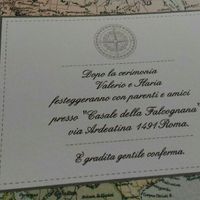 Dopo la cerimonia
Valerio e Ilaria
festeggeranno con parenti e amici
presso "Casale della Falcognana"
via Ardeatina 1491 Roma.
È gradita gentile conferma.